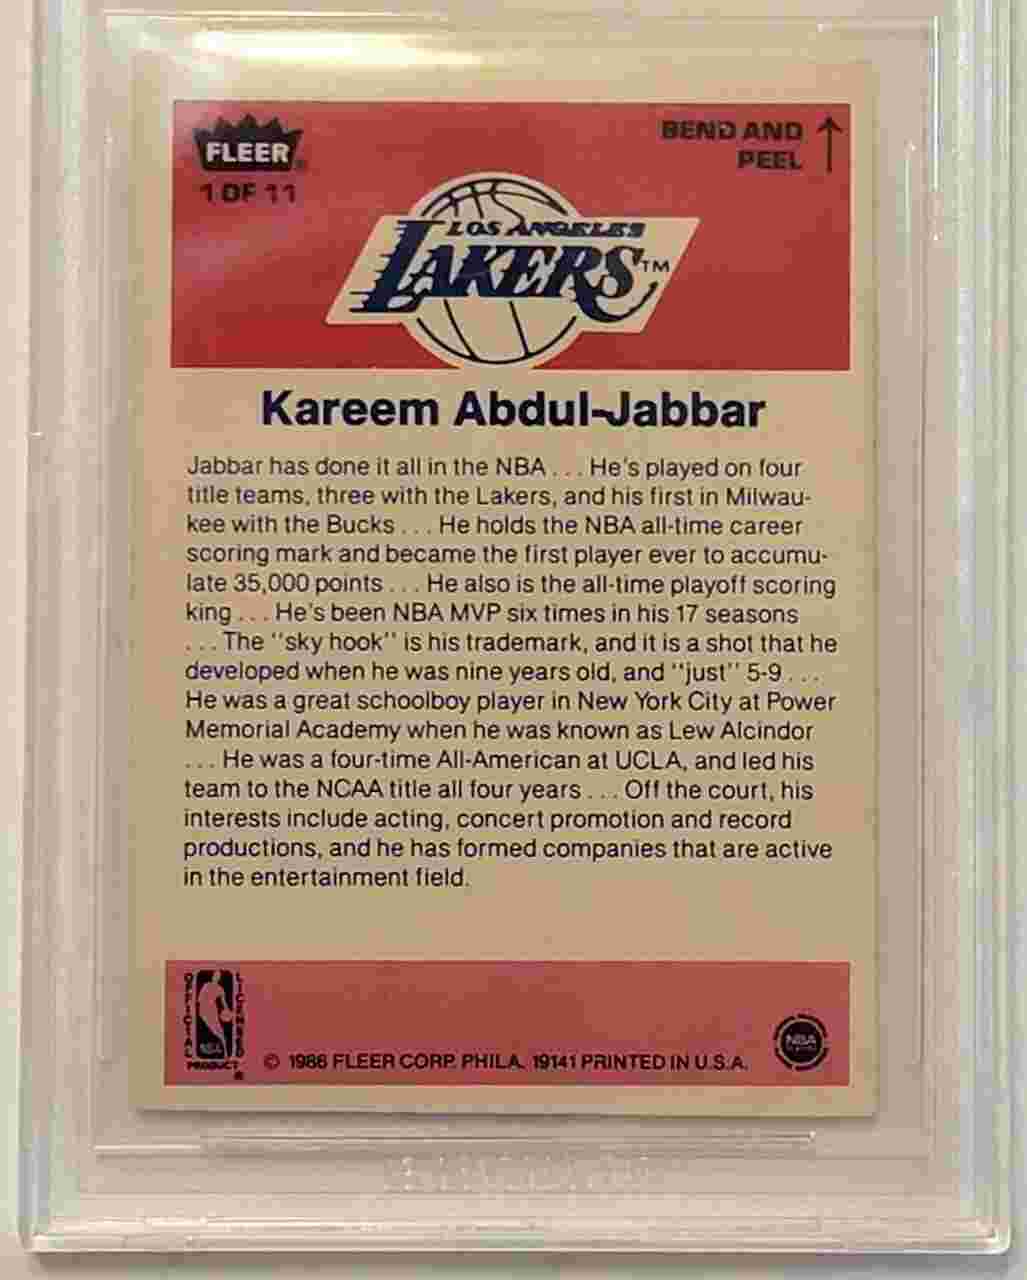 FLEER
1 OF 11
BEND AND
PEEL
LOS ANGELES
LAKERS™
Kareem Abdul-Jabbar
Jabbar has done it all in the NBA . . . He's played on four
title teams, three with the Lakers, and his first in Milwau-
kee with the Bucks . . . He holds the NBA all-time career
scoring mark and became the first player ever to accumu-
late 35,000 points . . . He also is the all-time playoff scoring
king . . . He's been NBA MVP six times in his 17 seasons
. . . The "sky hook" is his trademark, and it is a shot that he
developed when he was nine years old, and "just" 5-9 . . .
He was a great schoolboy player in New York City at Power
Memorial Academy when he was known as Lew Alcindor
. . . He was a four-time All-American at UCLA, and led his
team to the NCAA title all four years . . . Off the court, his
interests include acting, concert promotion and record
productions, and he has formed companies that are active
in the entertainment field.
OFFICIAL
NBA
LICENSED
PRODUCT ®
© 1986 FLEER CORP. PHILA. 19141 PRINTED IN U.S.A.
NBA